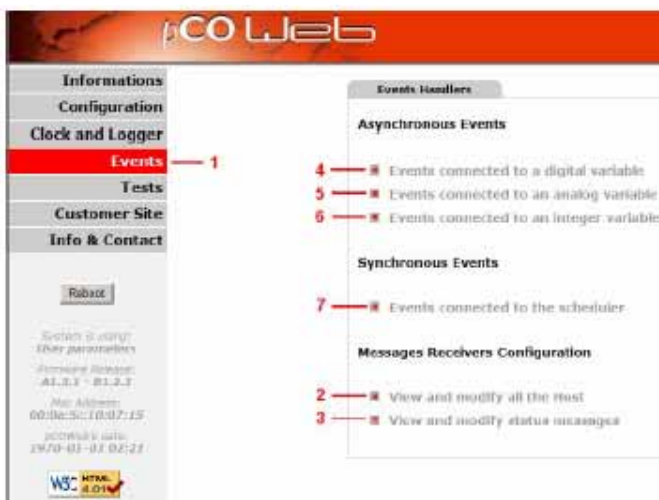 pCO Web
Informations
Configuration
Clock and Logger
Events
1
Tests
Customer Site
Info & Contact
Reboot
System is using:
User parameters
Firmware Release:
A1.3.1 - B1.2.1
Mac Address:
00:0a:5c:10:07:15
pCOWeb's date:
1970-01-01 02:21
W3C HTML 4.01
Events Handlers
Asynchronous Events
4 Events connected to a digital variable
5 Events connected to an analog variable
6 Events connected to an integer variable
Synchronous Events
7 Events connected to the scheduler
Messages Receivers Configuration
2 View and modify all the Host
3 View and modify status messages